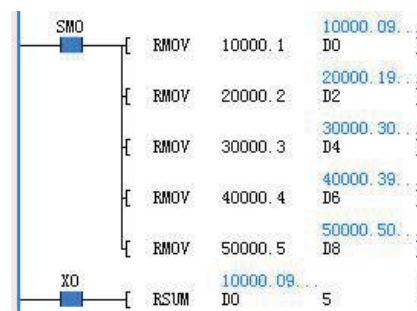 SM0 10000.09...
[ RMOV 10000.1 D0
20000.19...
[ RMOV 20000.2 D2
30000.30...
[ RMOV 30000.3 D4
40000.39...
[ RMOV 40000.4 D6
50000.50...
[ RMOV 50000.5 D8
X0 10000.09...
[ RSUM D0 5